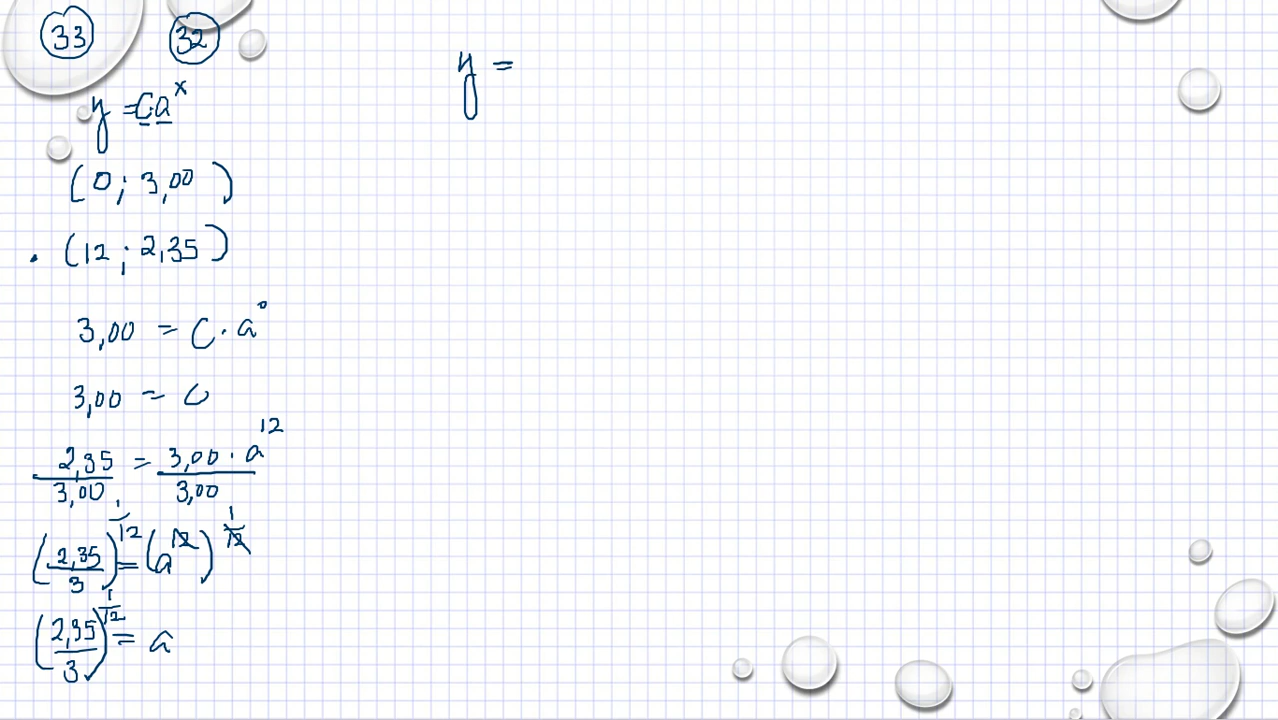 33 32
y = C·a^x
(0 ; 3,00)
· (12 ; 2,35)
3,00 = C · a^0
3,00 = C
2,35/3,00 = 3,00 · a^12/3,00
(2,35/3)^1/12 = (a^12)^1/12
(2,35/3)^1/12 = a
y =